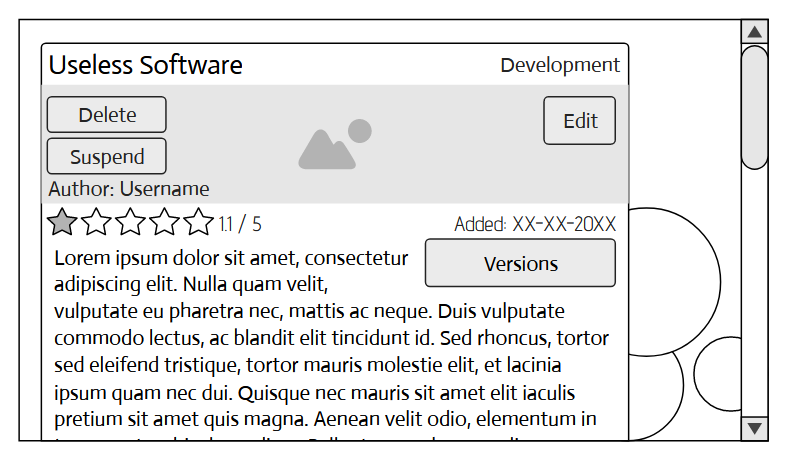 Useless Software
Development
Delete
Edit
Suspend
Author: Username
1.1 / 5
Added: XX-XX-20XX
Versions
Lorem ipsum dolor sit amet, consectetur
adipiscing elit. Nulla quam velit,
vulputate eu pharetra nec, mattis ac neque. Duis vulputate
commodo lectus, ac blandit elit tincidunt id. Sed rhoncus, tortor
sed eleifend tristique, tortor mauris molestie elit, et lacinia
ipsum quam nec dui. Quisque nec mauris sit amet elit iaculis
pretium sit amet quis magna. Aenean velit odio, elementum in